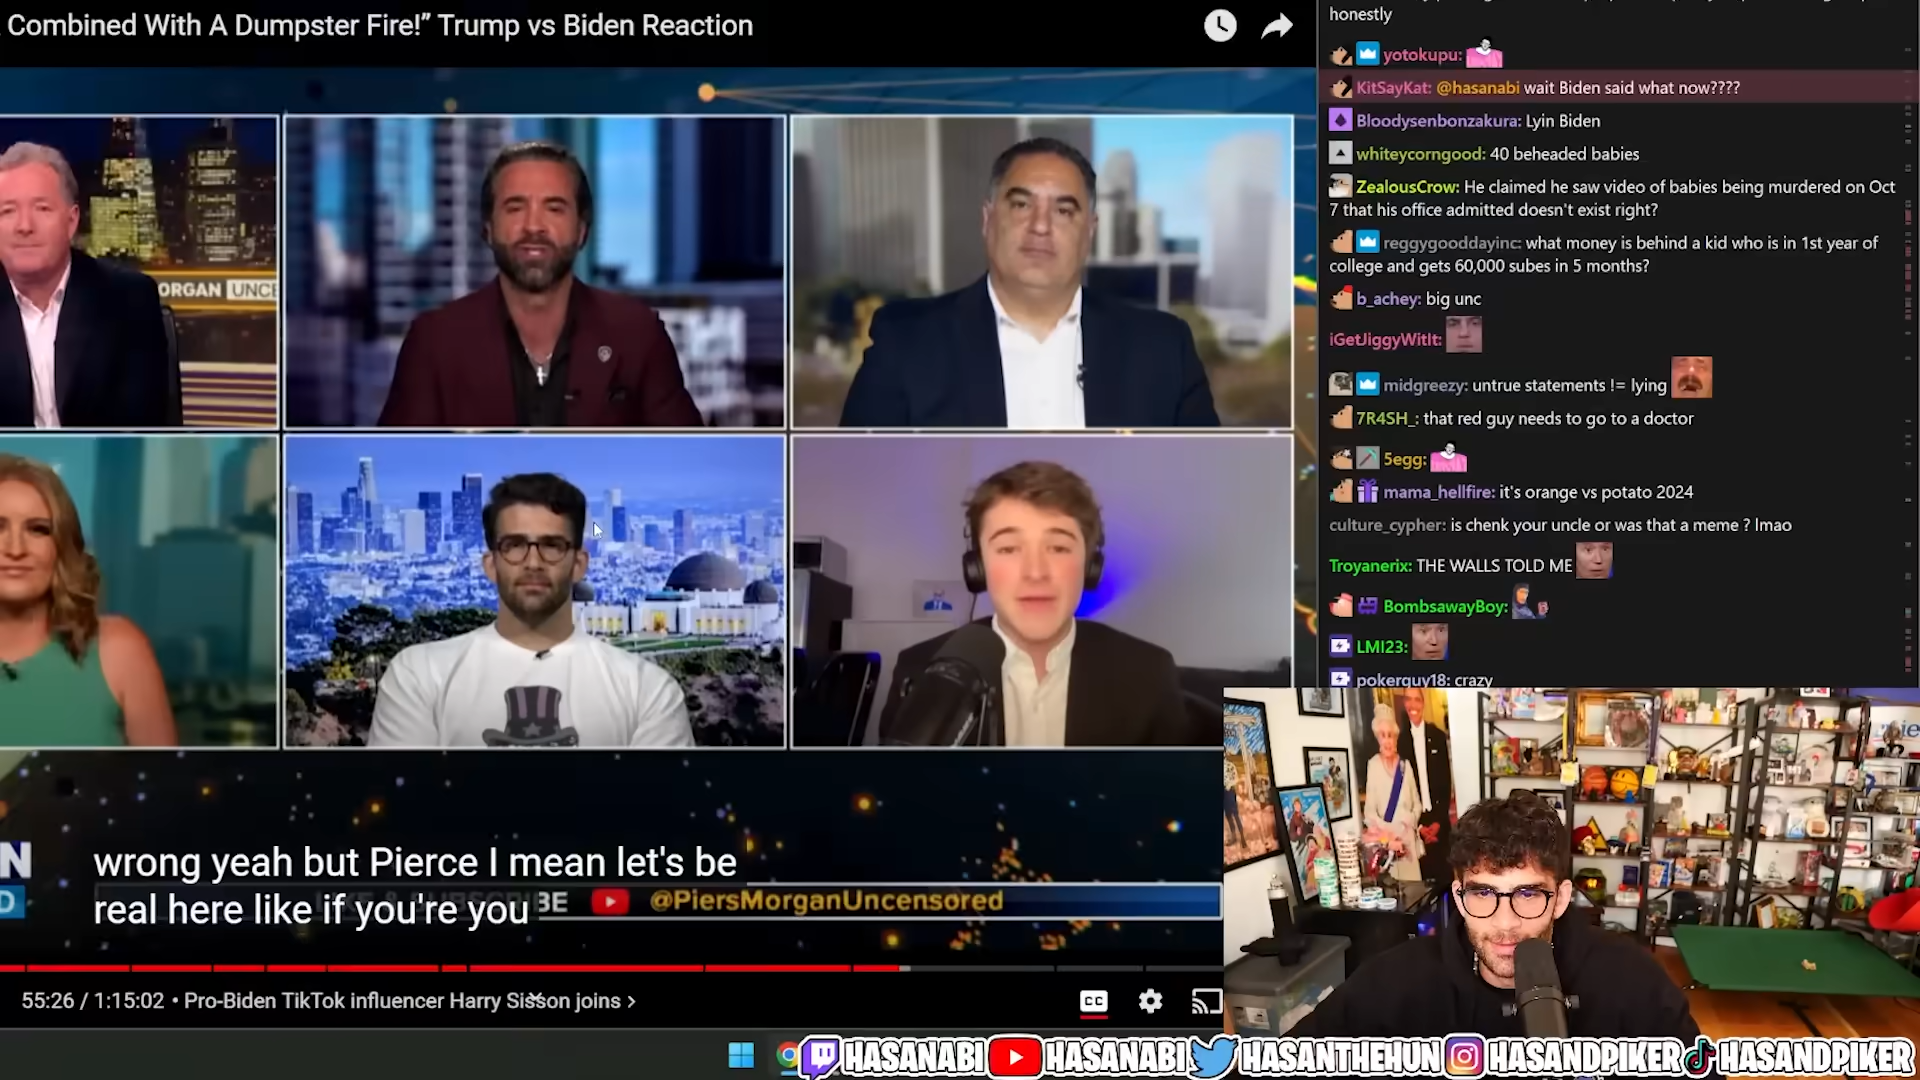 Combined With A Dumpster Fire!” Trump vs Biden Reaction
ORGAN UNCE
wrong yeah but Pierce I mean let's be
real here like if you're you
BE @PiersMorganUncensored
N
D
55:26 / 1:15:02 • Pro-Biden TikTok influencer Harry Sisson joins >
CC
honestly
yotokupu:
KitSayKat: @hasanabi wait Biden said what now????
Bloodysenbonzakura: Lyin Biden
whiteycorngood: 40 beheaded babies
ZealousCrow: He claimed he saw video of babies being murdered on Oct
7 that his office admitted doesn't exist right?
reggygooddayinc: what money is behind a kid who is in 1st year of
college and gets 60,000 subes in 5 months?
b_achey: big unc
iGetJiggyWitIt:
midgreezy: untrue statements != lying
7R4SH_: that red guy needs to go to a doctor
5egg:
mama_hellfire: it's orange vs potato 2024
culture_cypher: is chenk your uncle or was that a meme ? lmao
Troyanerix: THE WALLS TOLD ME
BombsawayBoy:
LMI23:
pokerguy18: crazy
HASANABI HASANABI HASANTHEHUN HASANDPIKER HASANDPIKER